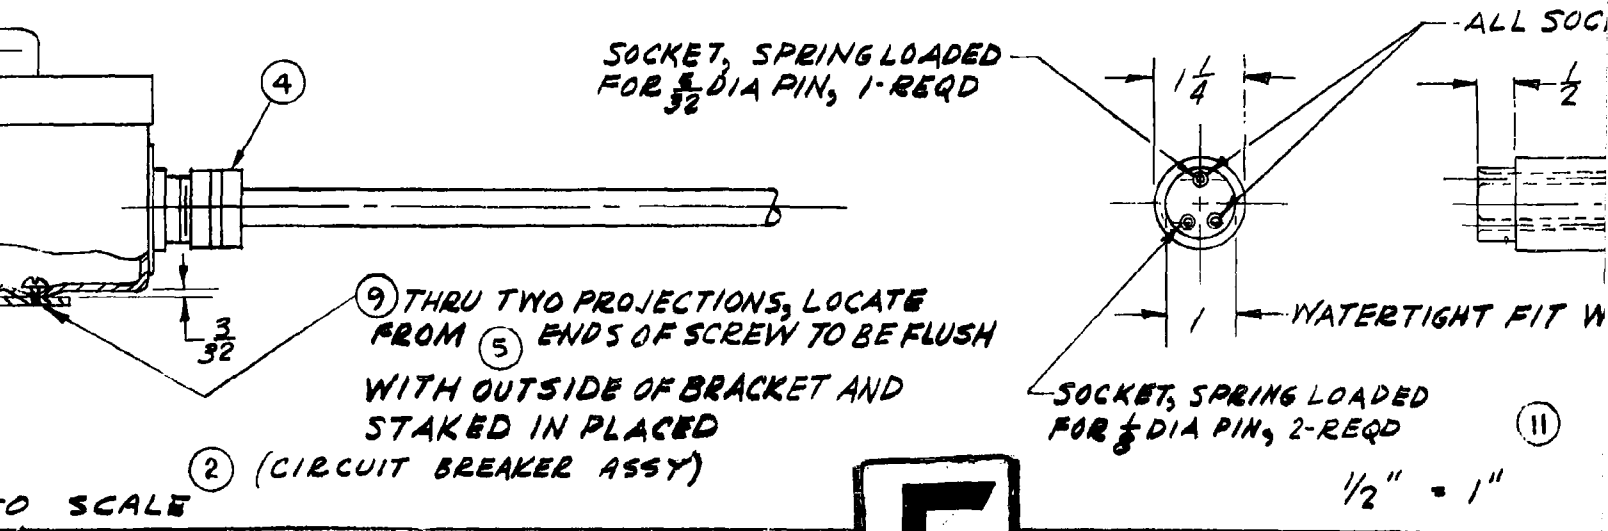 ALL SOC
SOCKET, SPRING LOADED
FOR 5/32 DIA PIN, 1-REQD
1 1/4
1/2
4
9 THRU TWO PROJECTIONS, LOCATE
FROM 5 ENDS OF SCREW TO BE FLUSH
WITH OUTSIDE OF BRACKET AND
STAKED IN PLACED
3/32
1
WATERTIGHT FIT W
SOCKET, SPRING LOADED
FOR 1/8 DIA PIN, 2-REQD
11
2 (CIRCUIT BREAKER ASSY)
1/2" = 1"
TO SCALE